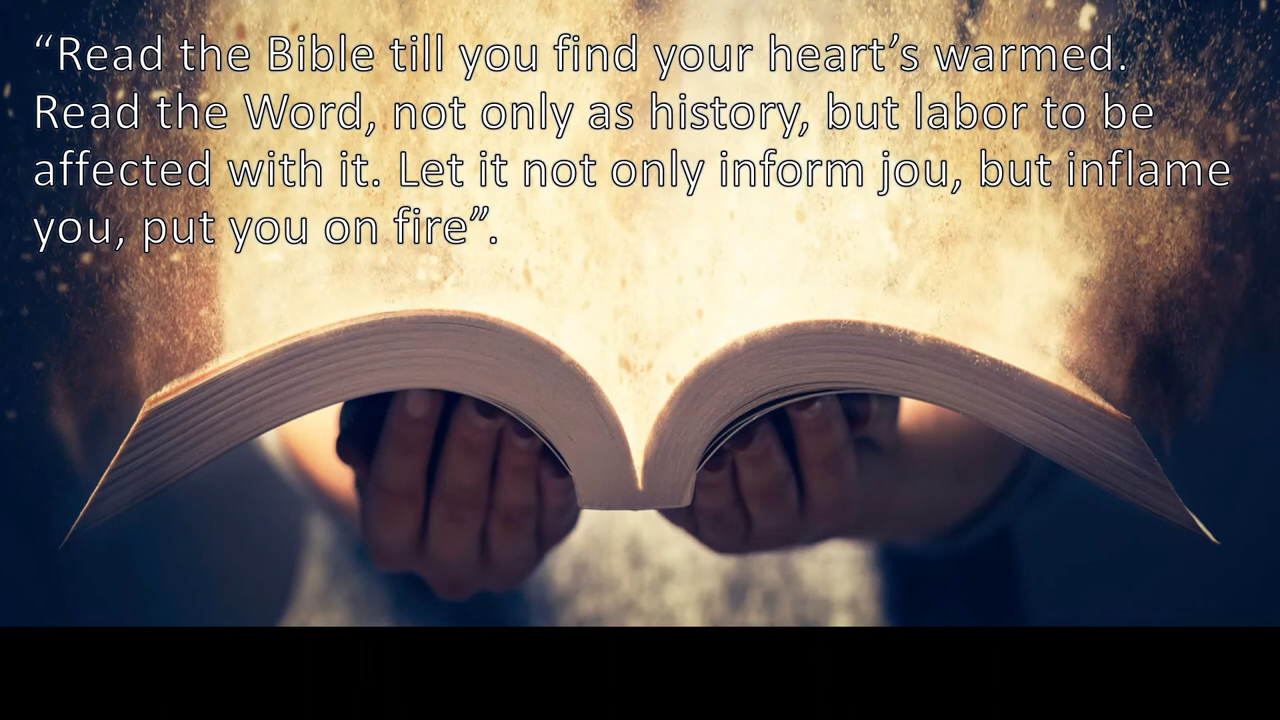 “Read the Bible till you find your heart’s warmed.
Read the Word, not only as history, but labor to be
affected with it. Let it not only inform jou, but inflame
you, put you on fire”.